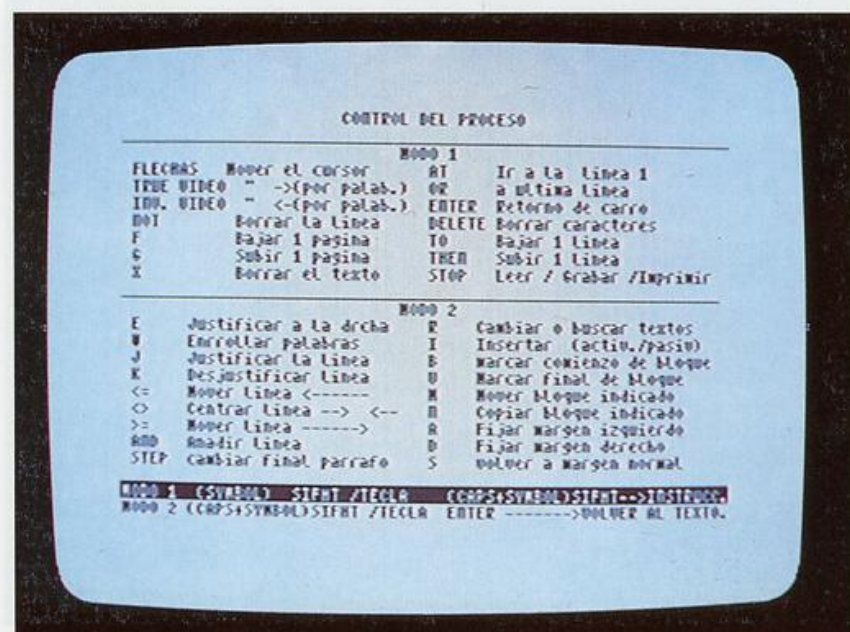 CONTROL DEL PROCESO
MODO 1
FLECHAS Mover el cursor AT Ir a la linea 1
TRUE VIDEO " ->(por palab.) OR a ultima linea
INV. VIDEO " <-(por palab.) ENTER Retorno de carro
NOT Borrar la linea DELETE Borrar caracteres
F Bajar 1 pagina TO Bajar 1 linea
G Subir 1 pagina THEN Subir 1 linea
X Borrar el texto STOP Leer / Grabar /Imprimir
MODO 2
E Justificar a la drcha R Cambiar o buscar textos
W Enrrollar palabras I Insertar (activ./pasiv)
J Justificar la linea B Marcar comienzo de bloque
K Desjustificar linea V Marcar final de bloque
<= Mover linea <------ M Mover bloque indicado
<> Centrar linea --> <-- N Copiar bloque indicado
>= Mover linea ------> A Fijar margen izquierdo
AND Anadir linea D Fijar margen derecho
STEP cambiar final parrafo S volver a margen normal
MODO 1 (SYMBOL) SIFHT /TECLA (CAPS+SYMBOL)SIFHT-->INSTRUCC.
MODO 2 (CAPS+SYMBOL)SIFHT /TECLA ENTER ------->VOLVER AL TEXTO.